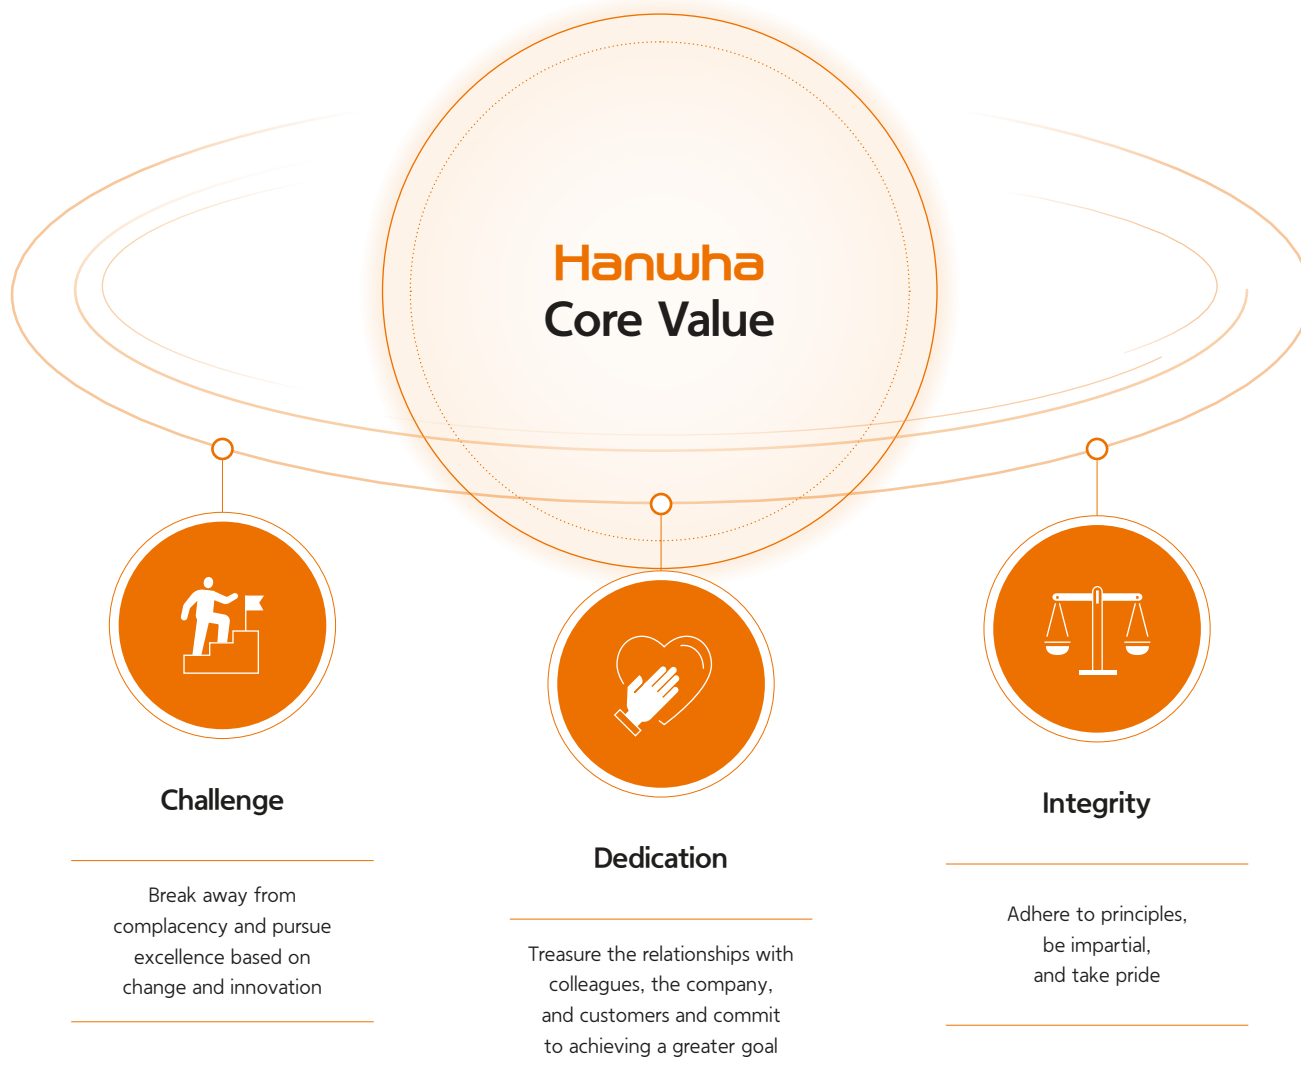 Hanwha
Core Value
Challenge
Break away from
complacency and pursue
excellence based on
change and innovation
Dedication
Treasure the relationships with
colleagues, the company,
and customers and commit
to achieving a greater goal
Integrity
Adhere to principles,
be impartial,
and take pride